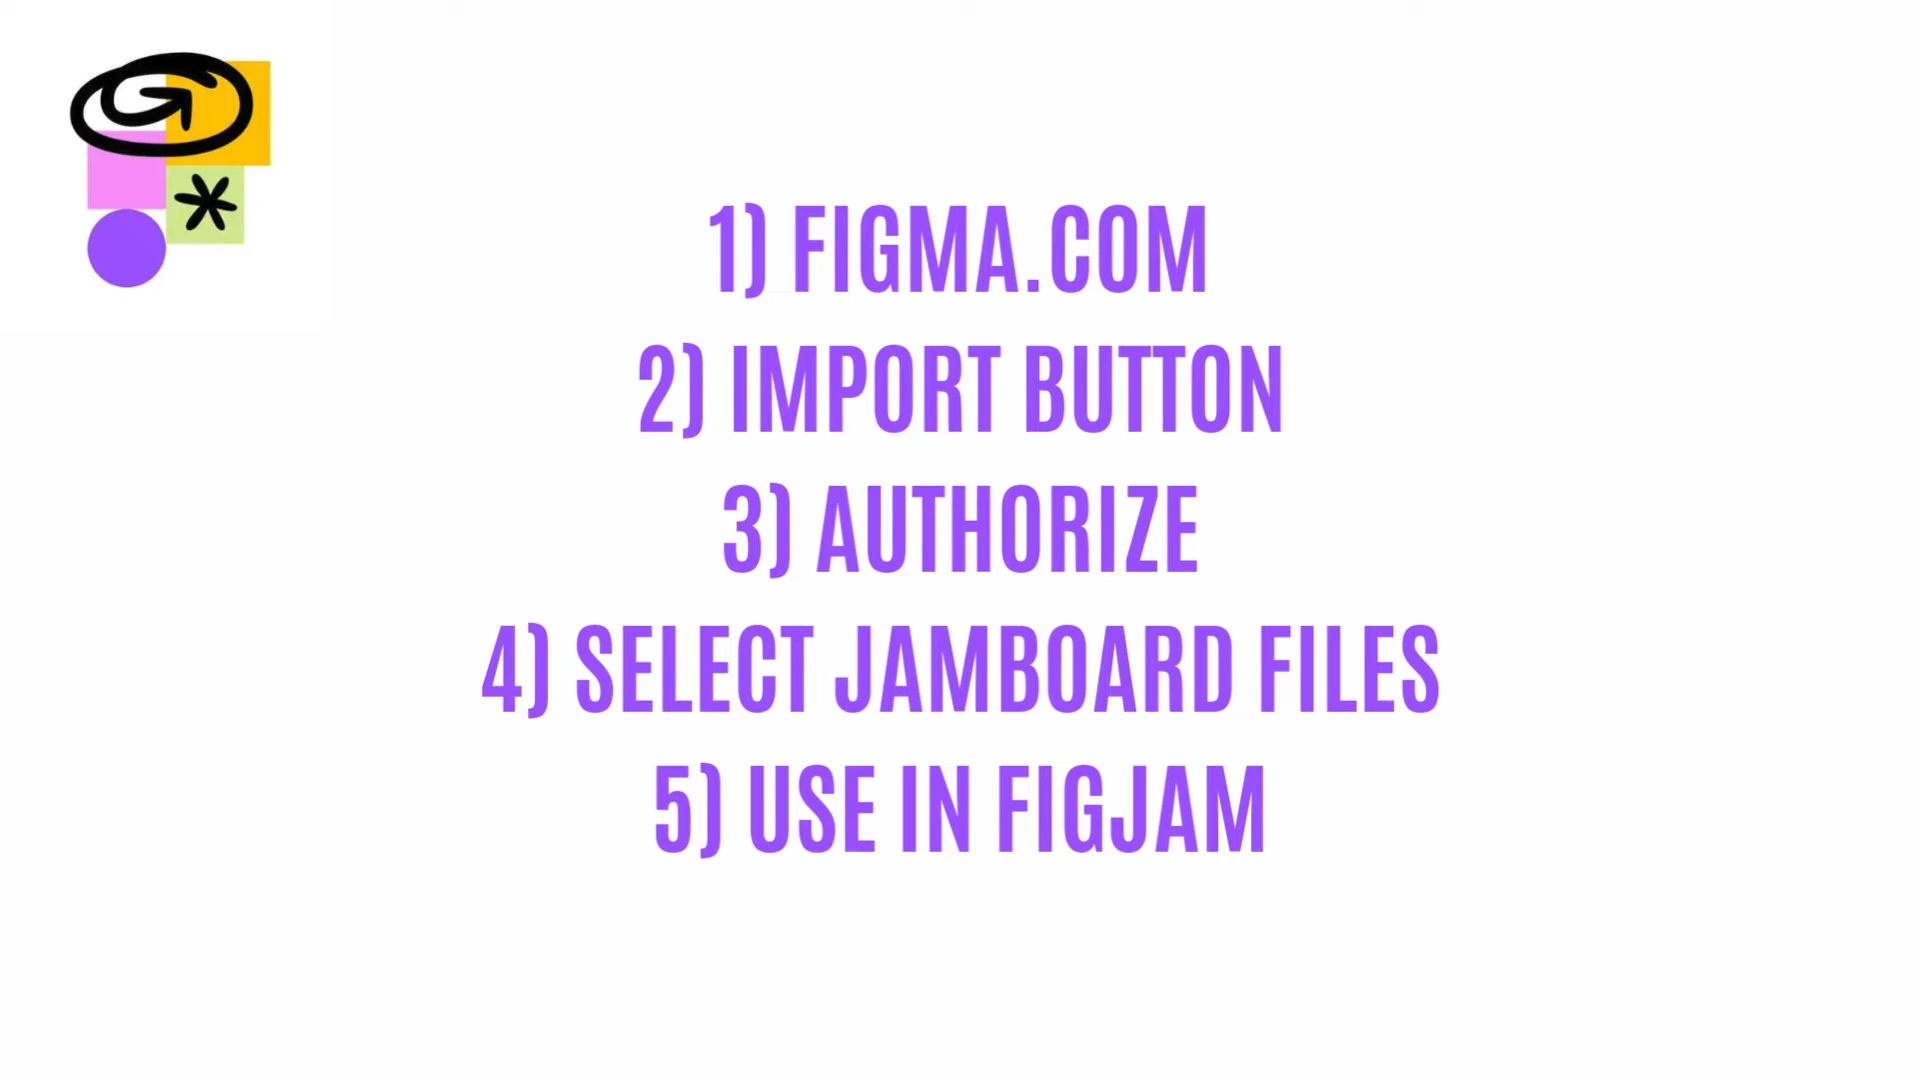 1) FIGMA.COM
2) IMPORT BUTTON
3) AUTHORIZE
4) SELECT JAMBOARD FILES
5) USE IN FIGJAM